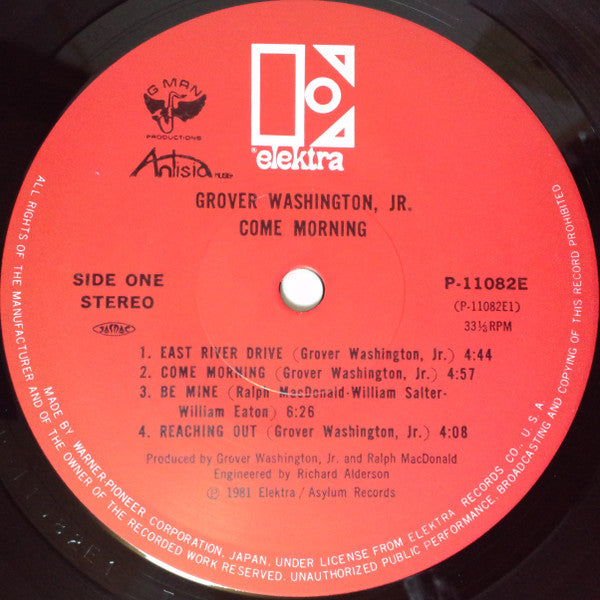 G MAN
PRODUCTIONS
Antisia MUSIC
elektra
GROVER WASHINGTON, JR.
COME MORNING
SIDE ONE
STEREO
P-11082E
(P-11082E1)
33⅓RPM
JASRAC
1. EAST RIVER DRIVE (Grover Washington, Jr.) 4:44
2. COME MORNING (Grover Washington, Jr.) 4:57
3. BE MINE (Ralph MacDonald-William Salter-
William Eaton) 6:26
4. REACHING OUT (Grover Washington, Jr.) 4:08
Produced by Grover Washington, Jr. and Ralph MacDonald
Engineered by Richard Alderson
℗ 1981 Elektra/Asylum Records
MADE BY WARNER-PIONEER CORPORATION, JAPAN, UNDER LICENSE FROM ELEKTRA RECORDS CO., U.S.A.
ALL RIGHTS OF THE MANUFACTURER AND OF THE OWNER OF THE RECORDED WORK RESERVED. UNAUTHORIZED PUBLIC PERFORMANCE, BROADCASTING AND COPYING OF THIS RECORD PROHIBITED